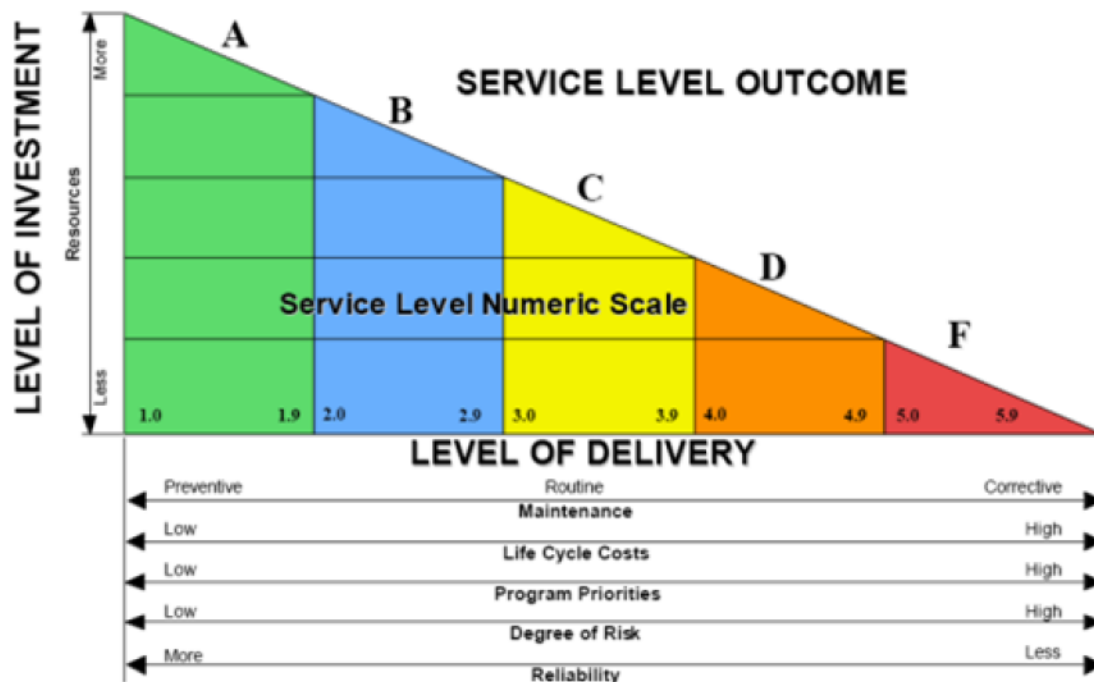 LEVEL OF INVESTMENT
More
Resources
Less
A
B
C
D
F
SERVICE LEVEL OUTCOME
Service Level Numeric Scale
1.0 1.9 2.0 2.9 3.0 3.9 4.0 4.9 5.0 5.9
LEVEL OF DELIVERY
Preventive Routine Corrective
Maintenance
Low High
Life Cycle Costs
Low High
Program Priorities
Low High
Degree of Risk
More Less
Reliability